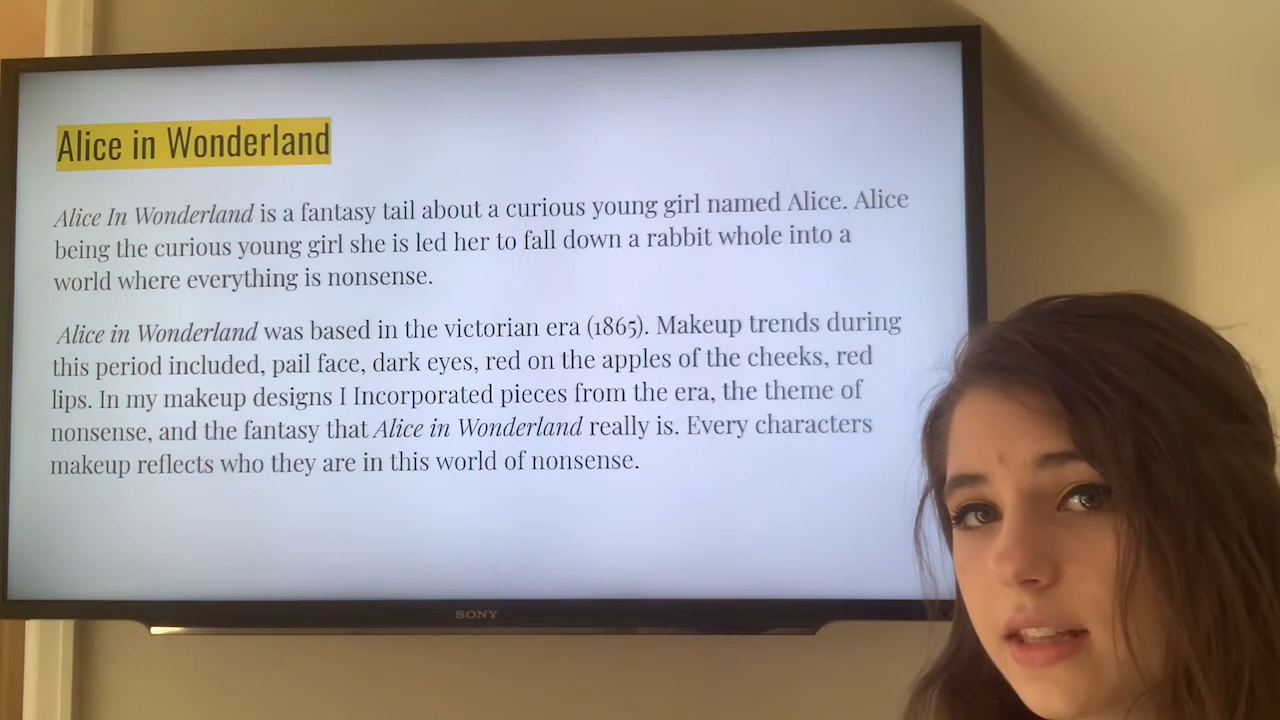 Alice in Wonderland
Alice In Wonderland is a fantasy tail about a curious young girl named Alice. Alice
being the curious young girl she is led her to fall down a rabbit whole into a
world where everything is nonsense.
Alice in Wonderland was based in the victorian era (1865). Makeup trends during
this period included, pail face, dark eyes, red on the apples of the cheeks, red
lips. In my makeup designs I Incorporated pieces from the era, the theme of
nonsense, and the fantasy that Alice in Wonderland really is. Every characters
makeup reflects who they are in this world of nonsense.
SONY